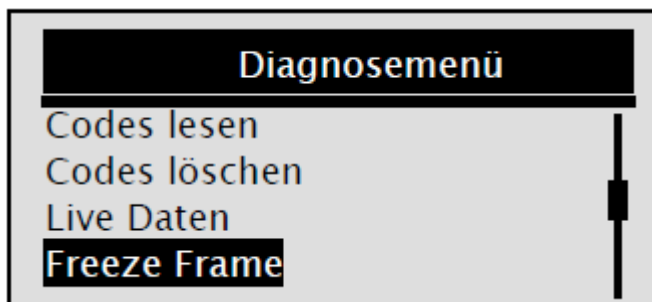 Diagnosemenü
Codes lesen
Codes löschen
Live Daten
Freeze Frame